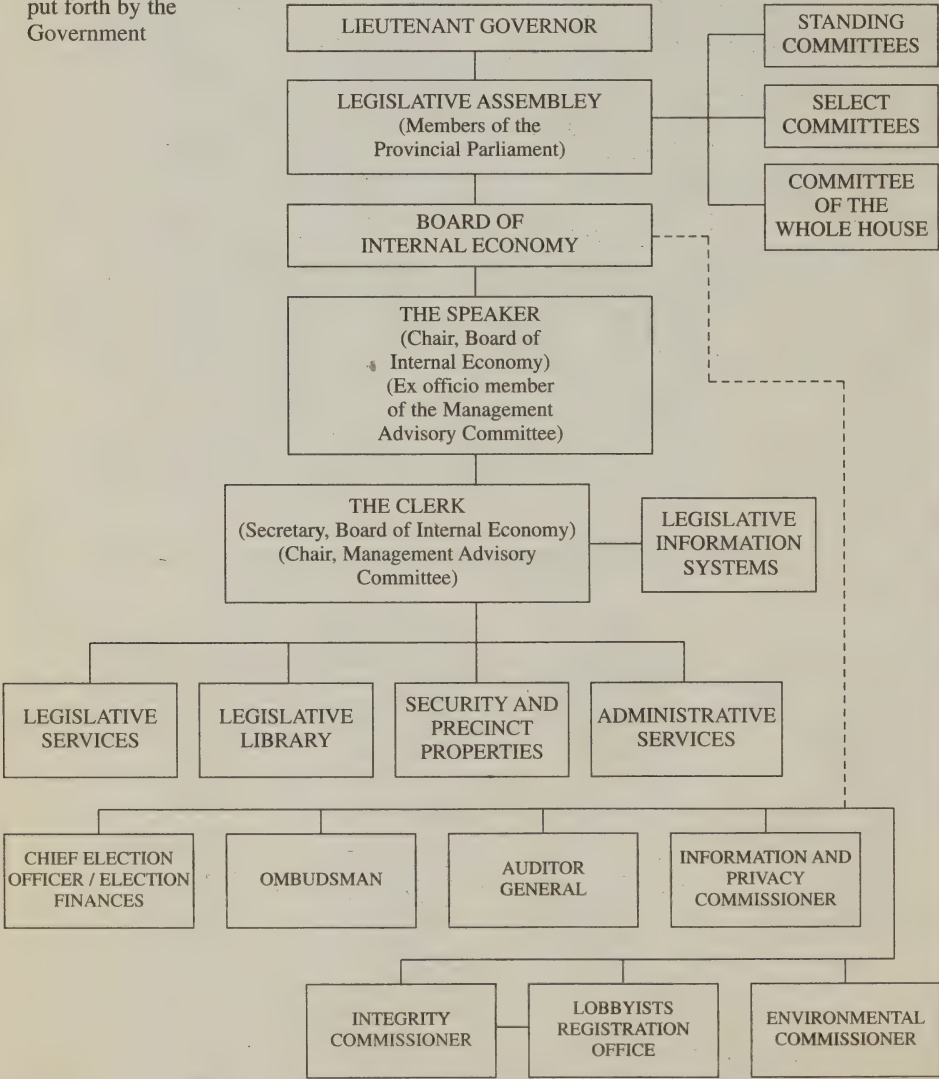 put forth by the
Government
LIEUTENANT GOVERNOR
STANDING
COMMITTEES
LEGISLATIVE ASSEMBLEY
(Members of the
Provincial Parliament)
SELECT
COMMITTEES
COMMITTEE
OF THE
WHOLE HOUSE
BOARD OF
INTERNAL ECONOMY
THE SPEAKER
(Chair, Board of
Internal Economy)
(Ex officio member
of the Management
Advisory Committee)
THE CLERK
(Secretary, Board of Internal Economy)
(Chair, Management Advisory
Committee)
LEGISLATIVE
INFORMATION
SYSTEMS
LEGISLATIVE
SERVICES
LEGISLATIVE
LIBRARY
SECURITY AND
PRECINCT
PROPERTIES
ADMINISTRATIVE
SERVICES
CHIEF ELECTION
OFFICER / ELECTION
FINANCES
OMBUDSMAN
AUDITOR
GENERAL
INFORMATION AND
PRIVACY
COMMISSIONER
INTEGRITY
COMMISSIONER
LOBBYISTS
REGISTRATION
OFFICE
ENVIRONMENTAL
COMMISSIONER